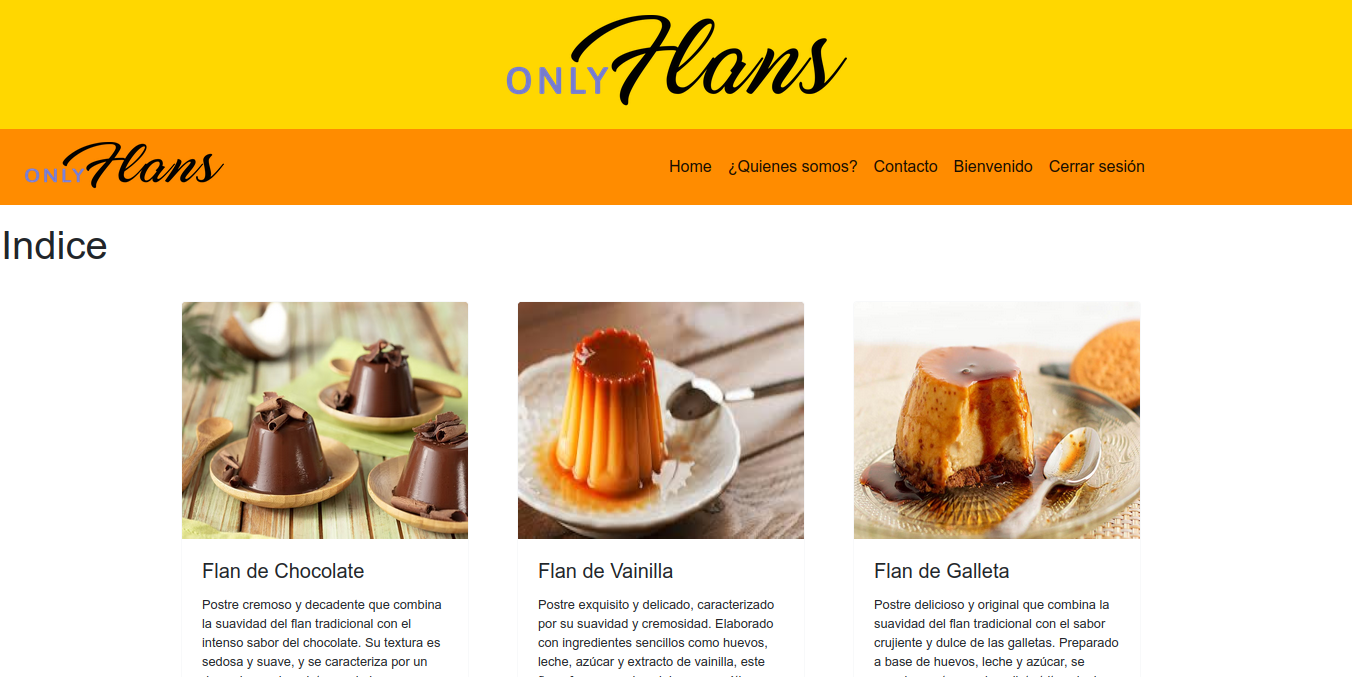 ONLY Flans
ONLY Flans
Home ¿Quienes somos? Contacto Bienvenido Cerrar sesión
Indice
Flan de Chocolate
Postre cremoso y decadente que combina
la suavidad del flan tradicional con el
intenso sabor del chocolate. Su textura es
sedosa y suave, y se caracteriza por un
Flan de Vainilla
Postre exquisito y delicado, caracterizado
por su suavidad y cremosidad. Elaborado
con ingredientes sencillos como huevos,
leche, azúcar y extracto de vainilla, este
Flan de Galleta
Postre delicioso y original que combina la
suavidad del flan tradicional con el sabor
crujiente y dulce de las galletas. Preparado
a base de huevos, leche y azúcar, se